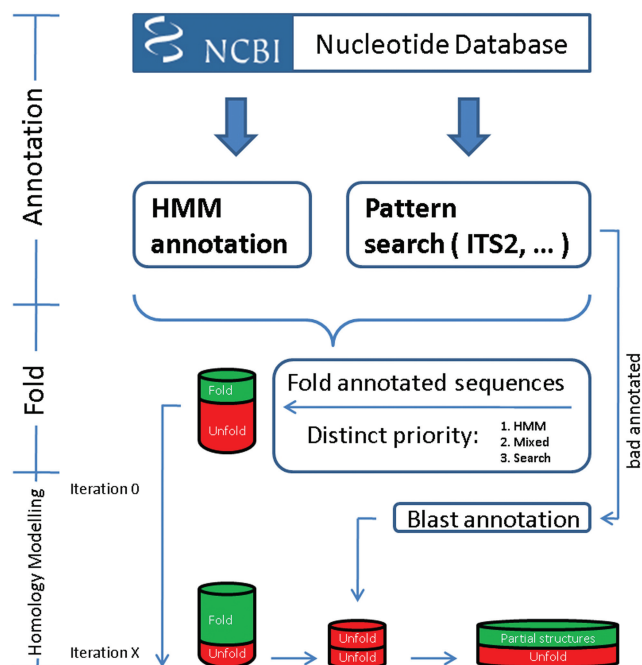 NCBI Nucleotide Database
Annotation
HMM
annotation
Pattern
search ( ITS2, ... )
bad annotated
Fold
Fold
Unfold
Fold annotated sequences
Distinct priority:
1. HMM
2. Mixed
3. Search
Homology Modelling
Iteration 0
Blast annotation
Iteration X
Fold
Unfold
Unfold
Unfold
Partial structures
Unfold